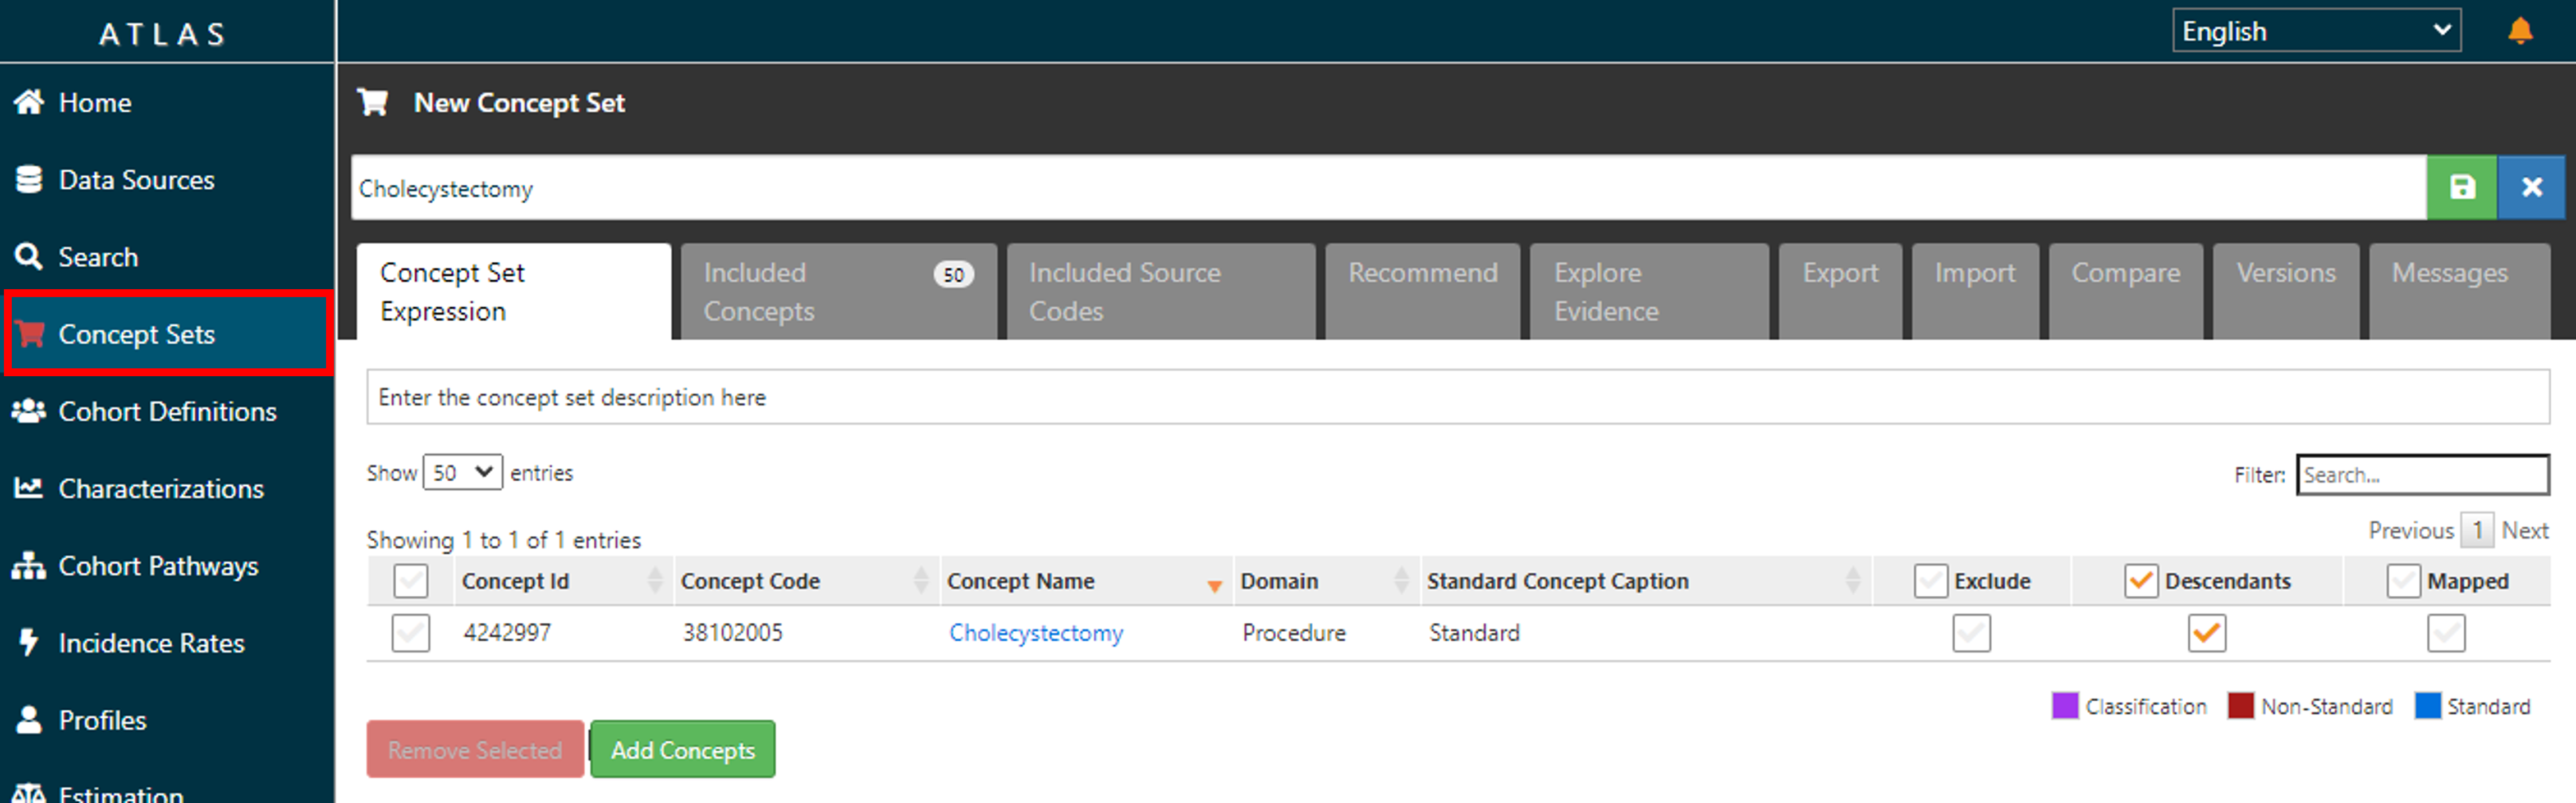 ATLAS
English
Home
Data Sources
Search
Concept Sets
Cohort Definitions
Characterizations
Cohort Pathways
Incidence Rates
Profiles
Estimation
New Concept Set
Cholecystectomy
Concept Set
Expression
Included
Concepts
50
Included Source
Codes
Recommend
Explore
Evidence
Export
Import
Compare
Versions
Messages
Enter the concept set description here
Show 50 entries
Filter: Search...
Showing 1 to 1 of 1 entries
Previous 1 Next
Concept Id Concept Code Concept Name Domain Standard Concept Caption Exclude Descendants Mapped
4242997 38102005 Cholecystectomy Procedure Standard
Classification Non-Standard Standard
Remove Selected Add Concepts